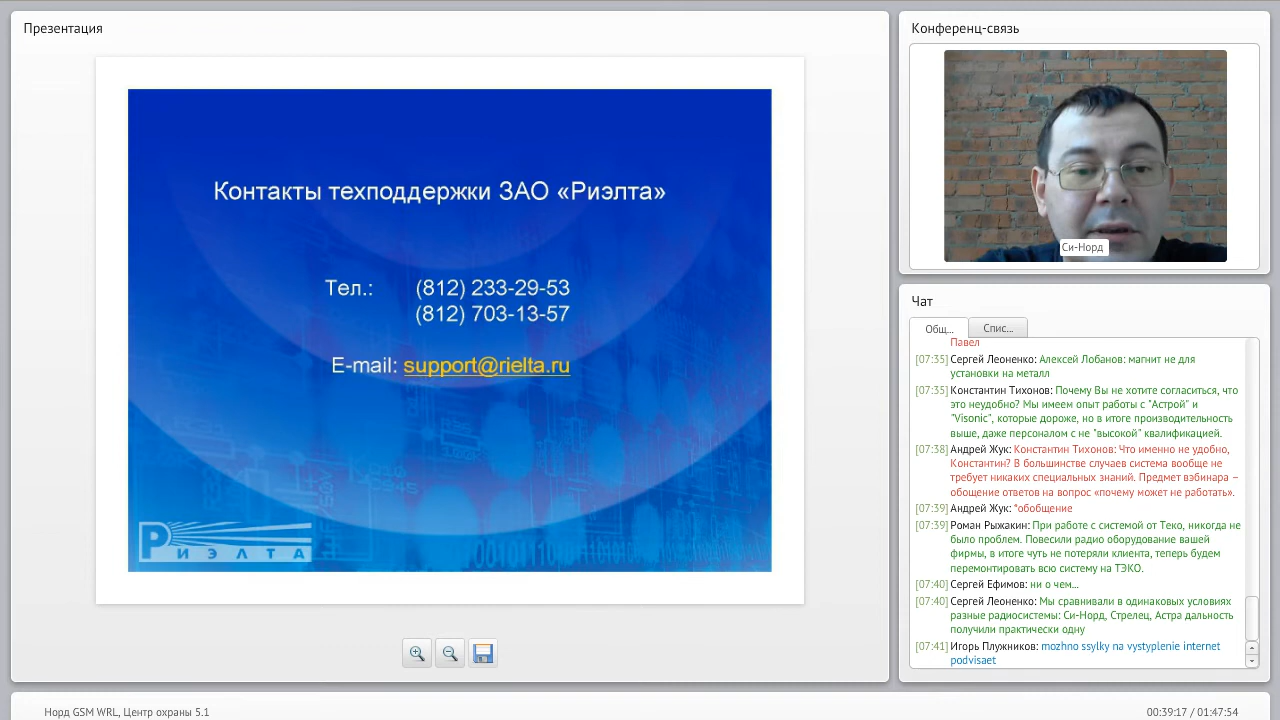 Презентация
Контакты техподдержки ЗАО «Риэлта»
Тел.: (812) 233-29-53
(812) 703-13-57
E-mail: support@rielta.ru
РИЭЛТА
Конференц-связь
Си-Норд
Чат
Общ...
Спис...
Павел
[07:35] Сергей Леоненко: Алексей Лобанов: магнит не для
установки на металл
[07:35] Константин Тихонов: Почему Вы не хотите согласиться, что
это неудобно? Мы имеем опыт работы с "Астрой" и
"Visonic", которые дороже, но в итоге производительность
выше, даже персоналом с не "высокой" квалификацией.
[07:38] Андрей Жук: Константин Тихонов: Что именно не удобно,
Константин? В большинстве случаев система вообще не
требует никаких специальных знаний. Предмет вэбинара –
обощение ответов на вопрос «почему может не работать».
[07:39] Андрей Жук: *обобщение
[07:39] Роман Рыжакин: При работе с системой от Теко, никогда не
было проблем. Повесили радио оборудование вашей
фирмы, в итоге чуть не потеряли клиента, теперь будем
перемонтировать всю систему на ТЭКО.
[07:40] Сергей Ефимов: ни о чем...
[07:40] Сергей Леоненко: Мы сравнивали в одинаковых условиях
разные радиосистемы: Си-Норд, Стрелец, Астра дальность
получили практически одну
[07:41] Игорь Плужников: mozhno ssylky na vystyplenie internet
podvisaet
Норд GSM WRL, Центр охраны 5.1
00:39:17 / 01:47:54